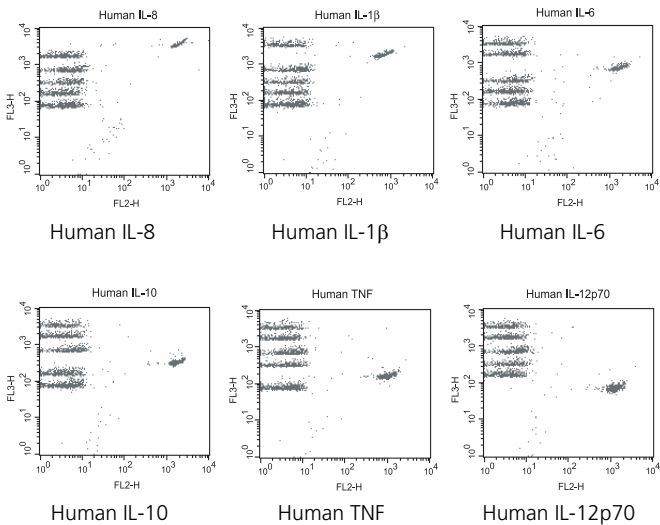 Human IL-8
Human IL-1β
Human IL-6
FL3-H
10⁰ 10¹ 10² 10³ 10⁴
10⁰ 10¹ 10² 10³ 10⁴
FL2-H
FL3-H
10⁰ 10¹ 10² 10³ 10⁴
10⁰ 10¹ 10² 10³ 10⁴
FL2-H
FL3-H
10⁰ 10¹ 10² 10³ 10⁴
10⁰ 10¹ 10² 10³ 10⁴
FL2-H
Human IL-8
Human IL-1β
Human IL-6
Human IL-10
Human TNF
Human IL-12p70
FL3-H
10⁰ 10¹ 10² 10³ 10⁴
10⁰ 10¹ 10² 10³ 10⁴
FL2-H
FL3-H
10⁰ 10¹ 10² 10³ 10⁴
10⁰ 10¹ 10² 10³ 10⁴
FL2-H
FL3-H
10⁰ 10¹ 10² 10³ 10⁴
10⁰ 10¹ 10² 10³ 10⁴
FL2-H
Human IL-10
Human TNF
Human IL-12p70